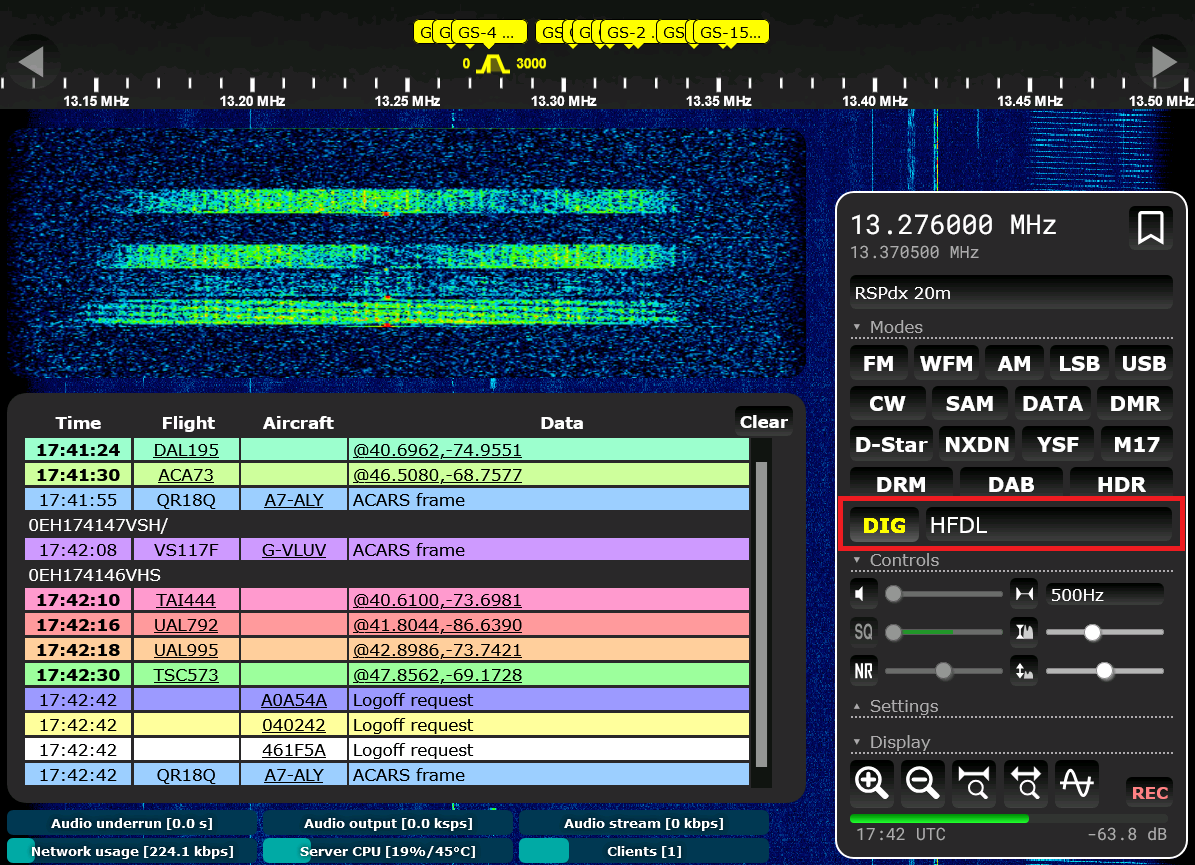 G G GS-4 ... GS G G GS-2 . GS GS-15...
0 3000
13.15 MHz 13.20 MHz 13.25 MHz 13.30 MHz 13.35 MHz 13.40 MHz 13.45 MHz 13.50 MHz
13.276000 MHz
13.370500 MHz
RSPdx 20m
▾ Modes
FM WFM AM LSB USB
CW SAM DATA DMR
D-Star NXDN YSF M17
DRM DAB HDR
DIG HFDL
▾ Controls
500Hz
SQ
NR
▴ Settings
▾ Display
REC
17:42 UTC -63.8 dB
Time Flight Aircraft Data Clear
17:41:24 DAL195 @40.6962,-74.9551
17:41:30 ACA73 @46.5080,-68.7577
17:41:55 QR18Q A7-ALY ACARS frame
0EH174147VSH/
17:42:08 VS117F G-VLUV ACARS frame
0EH174146VHS
17:42:10 TAI444 @40.6100,-73.6981
17:42:16 UAL792 @41.8044,-86.6390
17:42:18 UAL995 @42.8986,-73.7421
17:42:30 TSC573 @47.8562,-69.1728
17:42:42 A0A54A Logoff request
17:42:42 040242 Logoff request
17:42:42 461F5A Logoff request
17:42:42 QR18Q A7-ALY ACARS frame
Audio underrun [0.0 s] Audio output [0.0 ksps] Audio stream [0 kbps]
Network usage [224.1 kbps] Server CPU [19%/45°C] Clients [1]